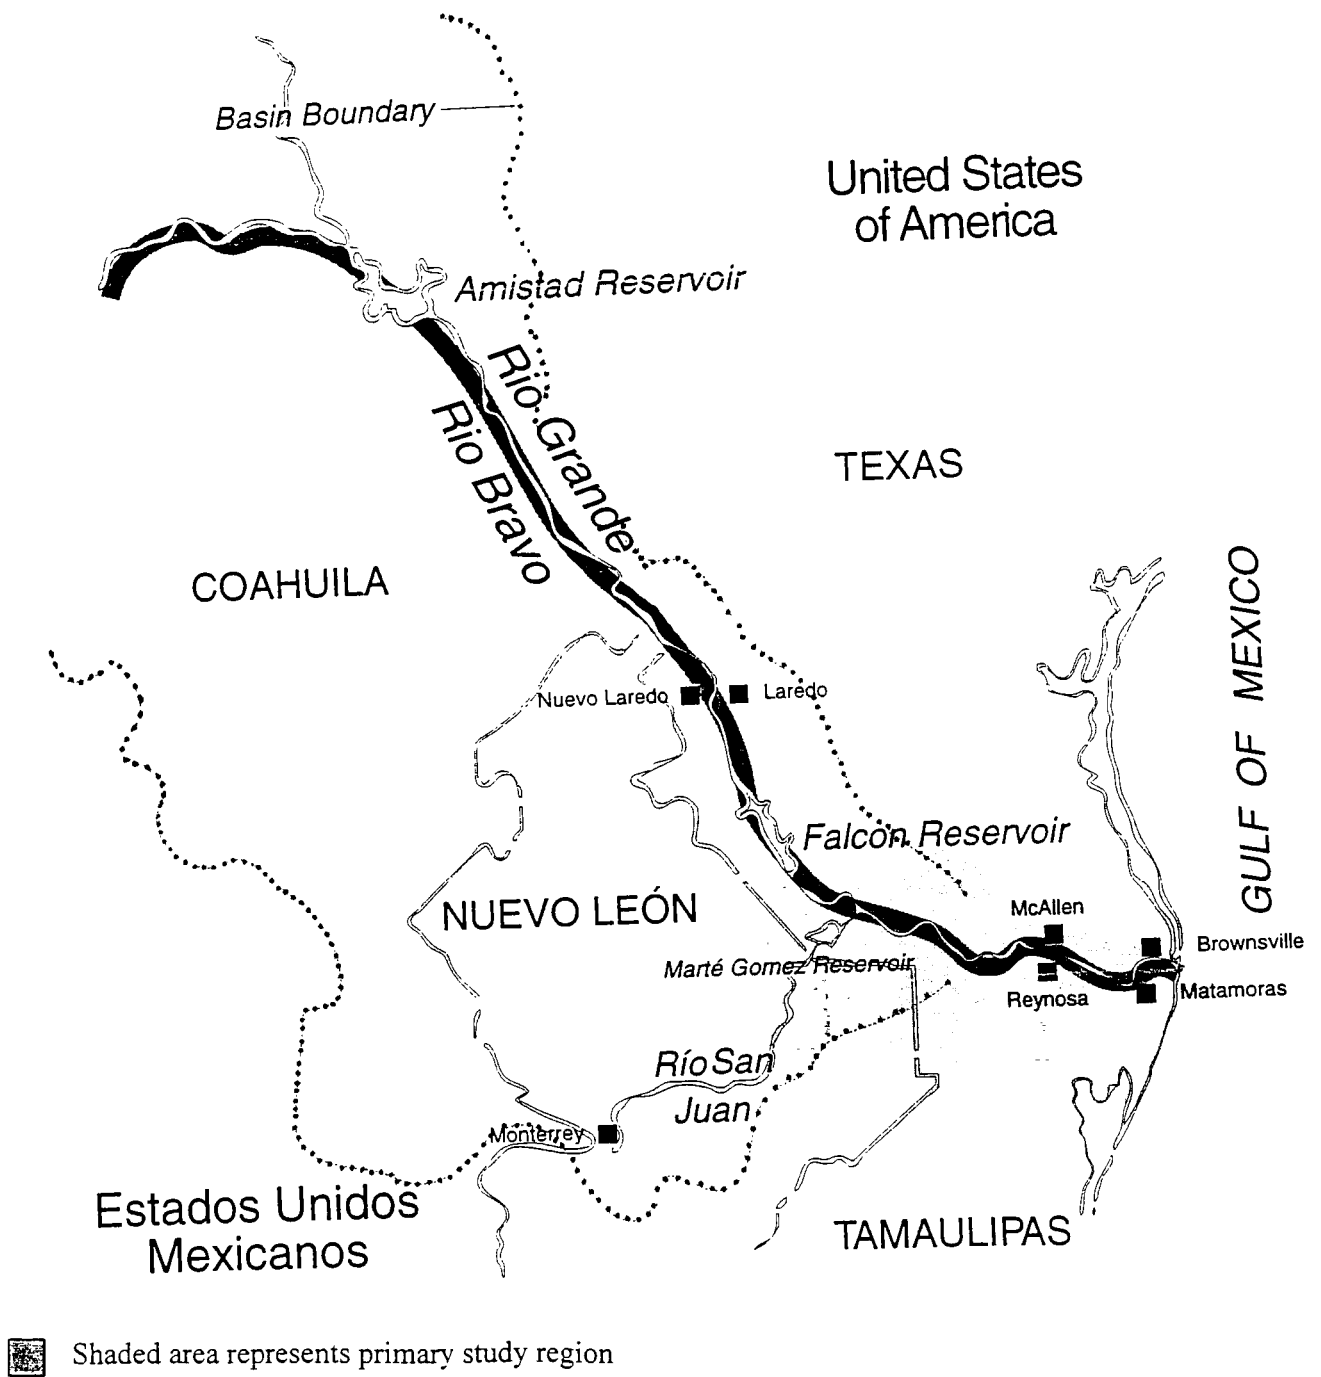 Basin Boundary
United States
of America
Amistad Reservoir
Rio Grande
Rio Bravo
TEXAS
COAHUILA
GULF OF MEXICO
Nuevo Laredo
Laredo
Falcon Reservoir
NUEVO LEÓN
McAllen
Brownsville
Marté Gomez Reservoir
Reynosa
Matamoras
Río San
Juan
Monterrey
Estados Unidos
Mexicanos
TAMAULIPAS
Shaded area represents primary study region